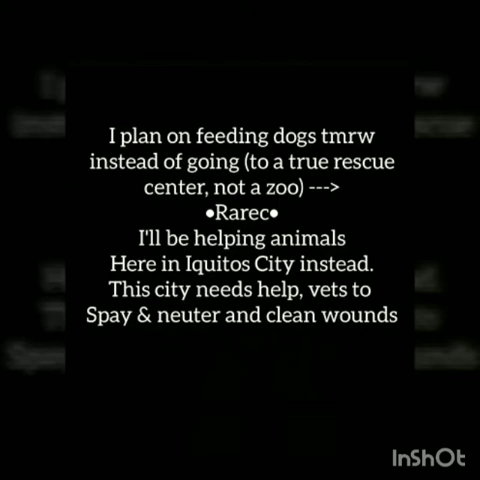 I plan on feeding dogs tmrw
instead of going (to a true rescue
center, not a zoo) --->
•Rarec•
I'll be helping animals
Here in Iquitos City instead.
This city needs help, vets to
Spay & neuter and clean wounds
InShOt